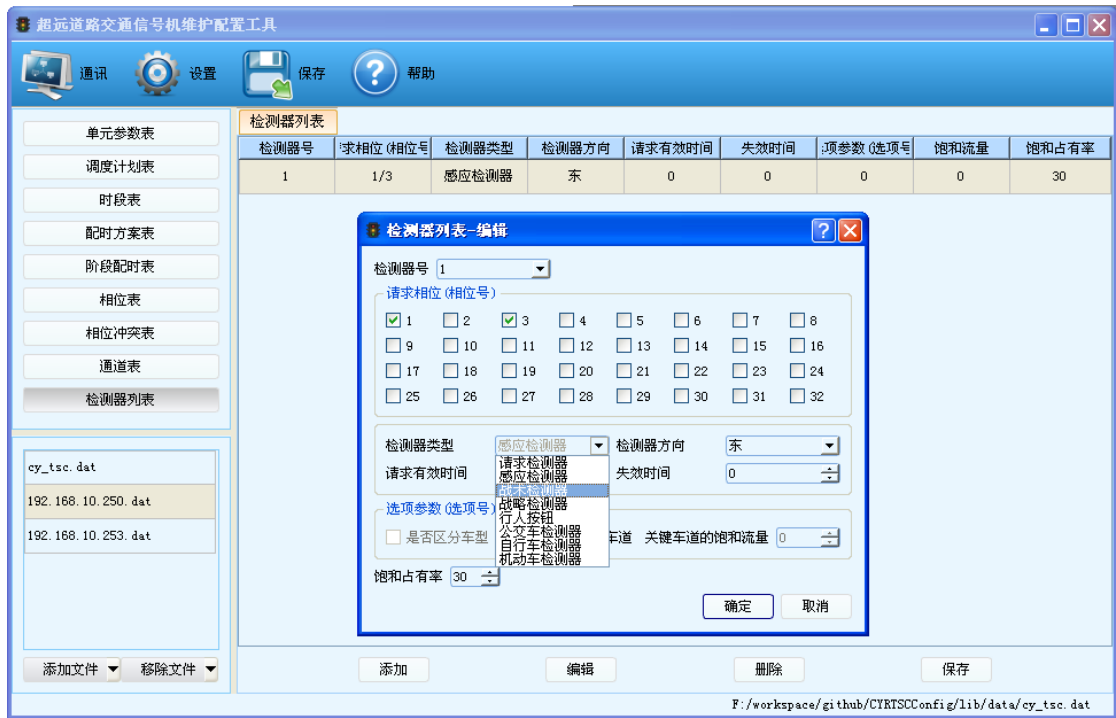 超远道路交通信号机维护配置工具
通讯 设置 保存 帮助
单元参数表
调度计划表
时段表
配时方案表
阶段配时表
相位表
相位冲突表
通道表
检测器列表
cy_tsc.dat
192.168.10.250.dat
192.168.10.253.dat
添加文件 移除文件
检测器列表
检测器号 求相位(相位号 检测器类型 检测器方向 请求有效时间 失效时间 项参数(选项号 饱和流量 饱和占有率
1 1/3 感应检测器 东 0 0 0 0 30
检测器列表-编辑
检测器号 1
请求相位(相位号)
1 2 3 4 5 6 7 8
9 10 11 12 13 14 15 16
17 18 19 20 21 22 23 24
25 26 27 28 29 30 31 32
检测器类型 感应检测器 检测器方向 东
请求有效时间 失效时间 0
请求检测器
感应检测器
战术检测器
战略检测器
行人按钮
公交车检测器
自行车检测器
机动车检测器
选项参数(选项号)
是否区分车型 车道 关键车道的饱和流量 0
饱和占有率 30
确定 取消
添加 编辑 删除 保存
F:/workspace/github/CYRTSCConfig/lib/data/cy_tsc.dat